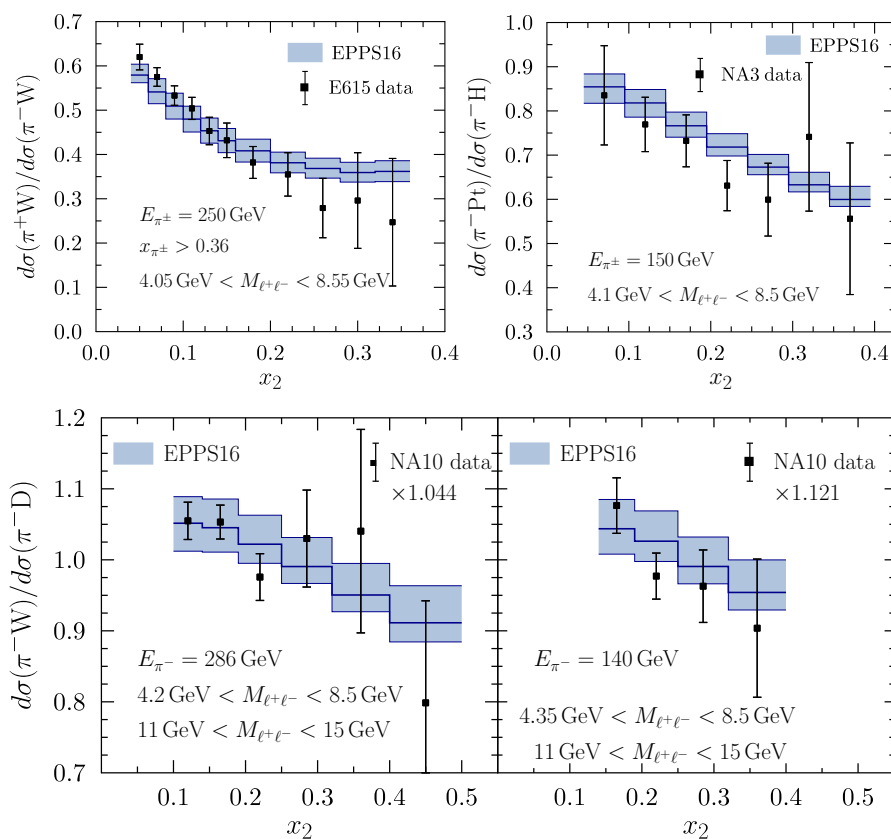 dσ(π⁺W)/dσ(π⁻W)
0.7
0.6
0.5
0.4
0.3
0.2
0.1
0.0
EPPS16
E615 data
E_{π±} = 250 GeV
x_{π±} > 0.36
4.05 GeV < M_{ℓ⁺ℓ⁻} < 8.55 GeV
0.0 0.1 0.2 0.3 0.4
x₂
dσ(π⁻Pt)/dσ(π⁻H)
1.0
0.9
0.8
0.7
0.6
0.5
0.4
0.3
EPPS16
NA3 data
E_{π±} = 150 GeV
4.1 GeV < M_{ℓ⁺ℓ⁻} < 8.5 GeV
0.0 0.1 0.2 0.3 0.4
x₂
dσ(π⁻W)/dσ(π⁻D)
1.2
1.1
1.0
0.9
0.8
0.7
EPPS16
NA10 data
×1.044
E_{π⁻} = 286 GeV
4.2 GeV < M_{ℓ⁺ℓ⁻} < 8.5 GeV
11 GeV < M_{ℓ⁺ℓ⁻} < 15 GeV
0.1 0.2 0.3 0.4 0.5
x₂
EPPS16
NA10 data
×1.121
E_{π⁻} = 140 GeV
4.35 GeV < M_{ℓ⁺ℓ⁻} < 8.5 GeV
11 GeV < M_{ℓ⁺ℓ⁻} < 15 GeV
0.1 0.2 0.3 0.4 0.5
x₂